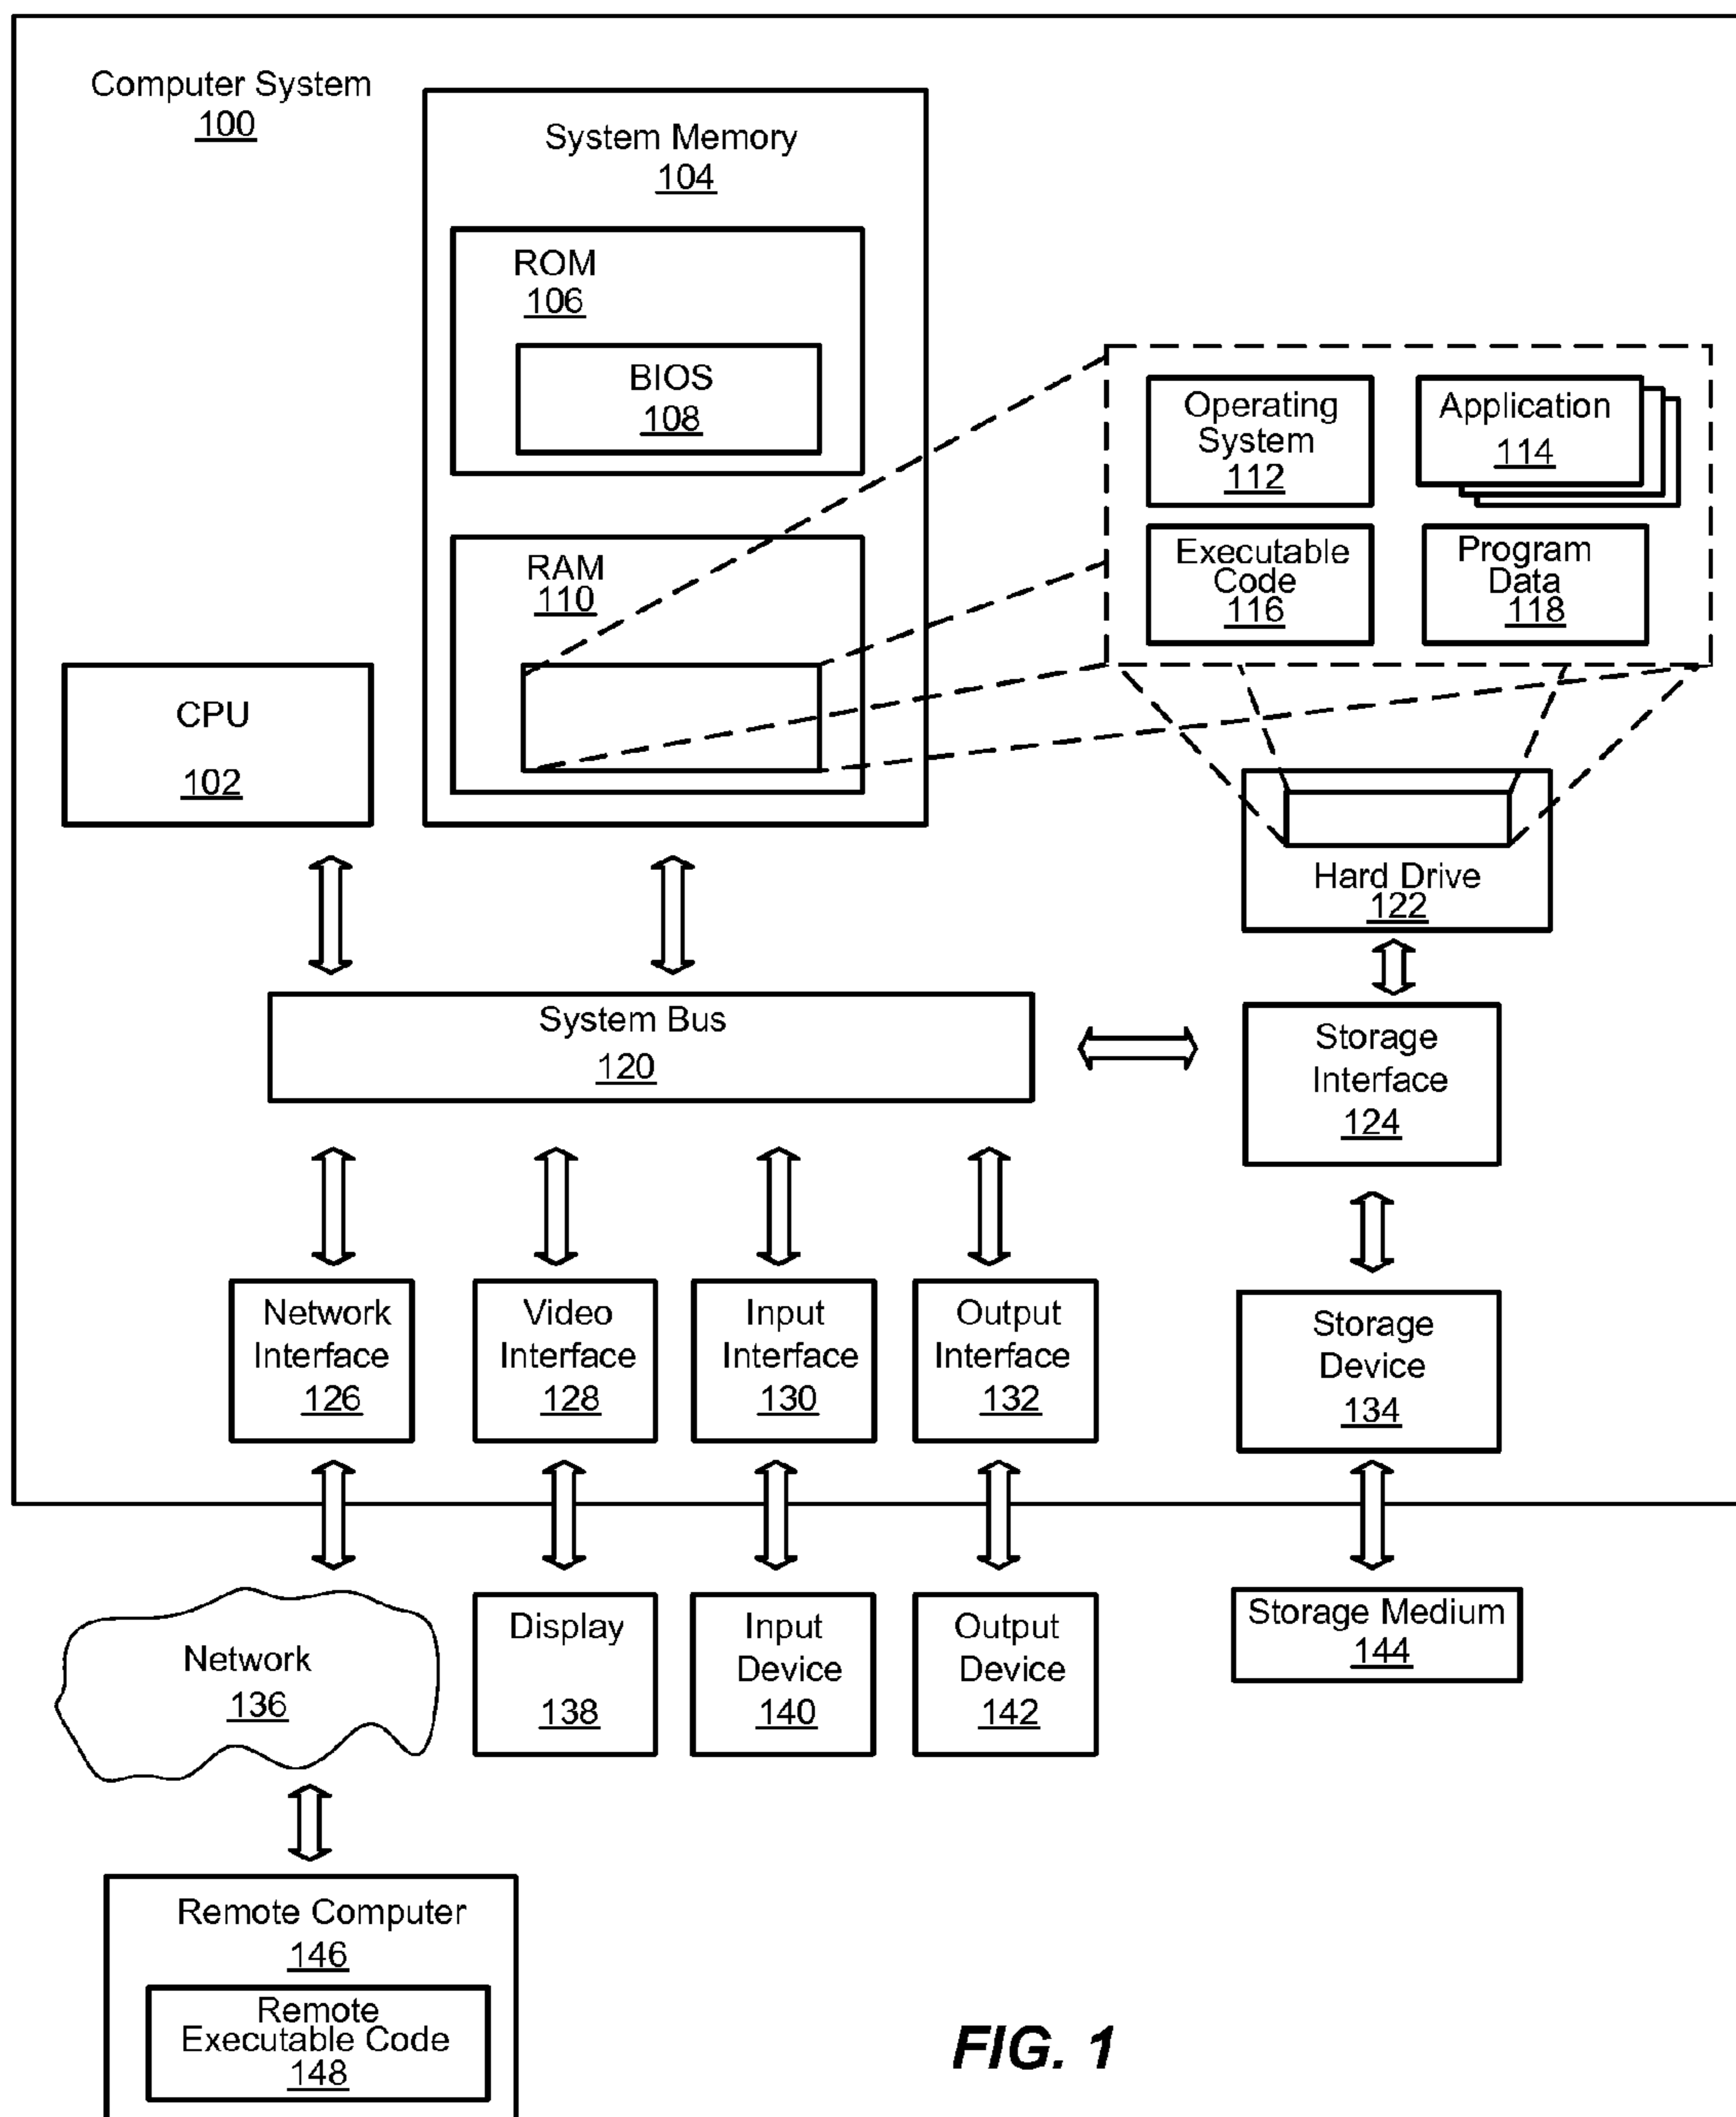 Computer System
100
System Memory
104
ROM
106
BIOS
108
RAM
110
Operating
System
112
Application
114
Executable
Code
116
Program
Data
118
CPU
102
Hard Drive
122
System Bus
120
Storage
Interface
124
Network
Interface
126
Video
Interface
128
Input
Interface
130
Output
Interface
132
Storage
Device
134
Network
136
Display
138
Input
Device
140
Output
Device
142
Storage Medium
144
Remote Computer
146
Remote
Executable Code
148
FIG. 1